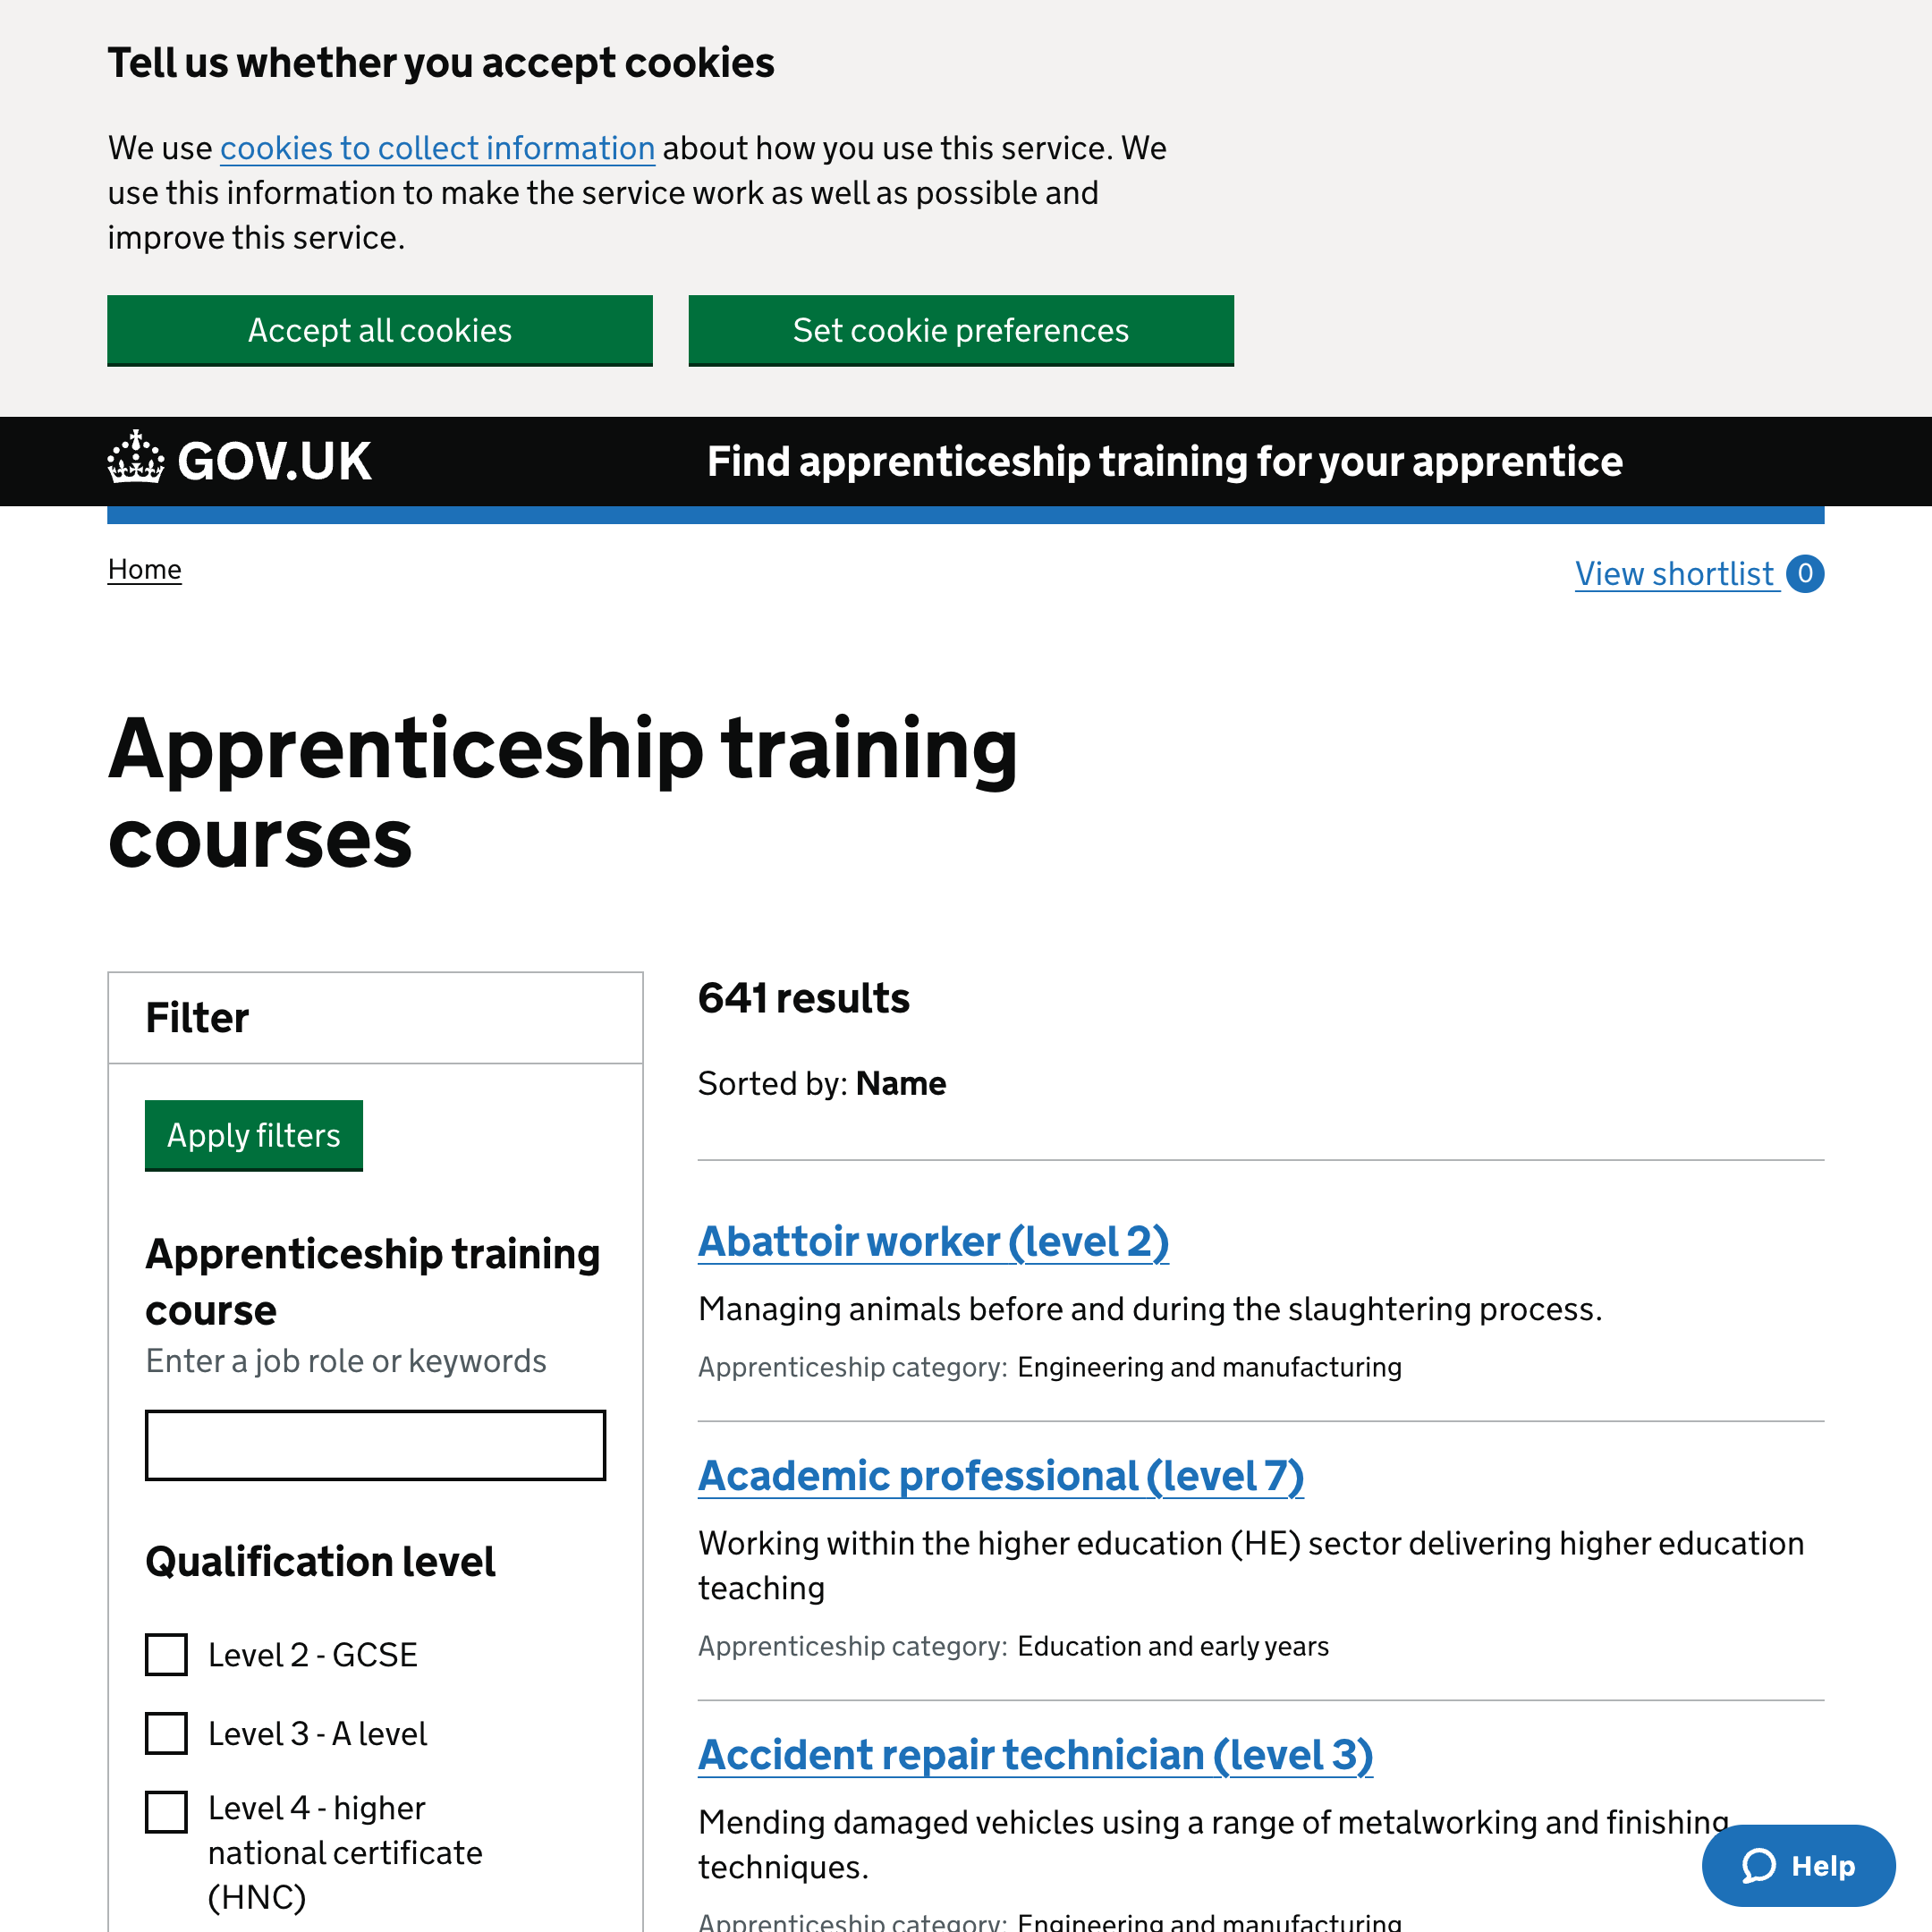 Tell us whether you accept cookies
We use cookies to collect information about how you use this service. We
use this information to make the service work as well as possible and
improve this service.
Accept all cookies
Set cookie preferences
GOV.UK
Find apprenticeship training for your apprentice
Home
View shortlist 0
Apprenticeship training
courses
Filter
Apply filters
Apprenticeship training
course
Enter a job role or keywords
Qualification level
Level 2 - GCSE
Level 3 - A level
Level 4 - higher
national certificate
(HNC)
641 results
Sorted by: Name
Abattoir worker (level 2)
Managing animals before and during the slaughtering process.
Apprenticeship category: Engineering and manufacturing
Academic professional (level 7)
Working within the higher education (HE) sector delivering higher education
teaching
Apprenticeship category: Education and early years
Accident repair technician (level 3)
Mending damaged vehicles using a range of metalworking and finishing
techniques.
Apprenticeship category: Engineering and manufacturing
Help